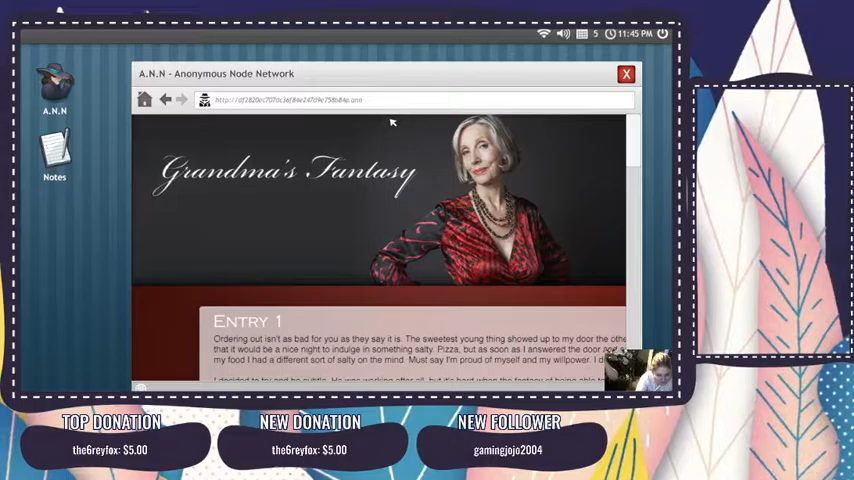 5 11:45 PM
A.N.N - Anonymous Node Network
X
A.N.N
Notes
Grandma's Fantasy
ENTRY 1
Ordering out isn't as bad for you as they say it is. The sweetest young thing showed up to my door the othe
that it would be a nice night to indulge in something salty. Pizza, but as soon as I answered the door and s
my food I had a different sort of salty on the mind. Must say I'm proud of myself and my willpower. I d
TOP DONATION
the6reyfox: $5.00
NEW DONATION
the6reyfox: $5.00
NEW FOLLOWER
gamingjojo2004